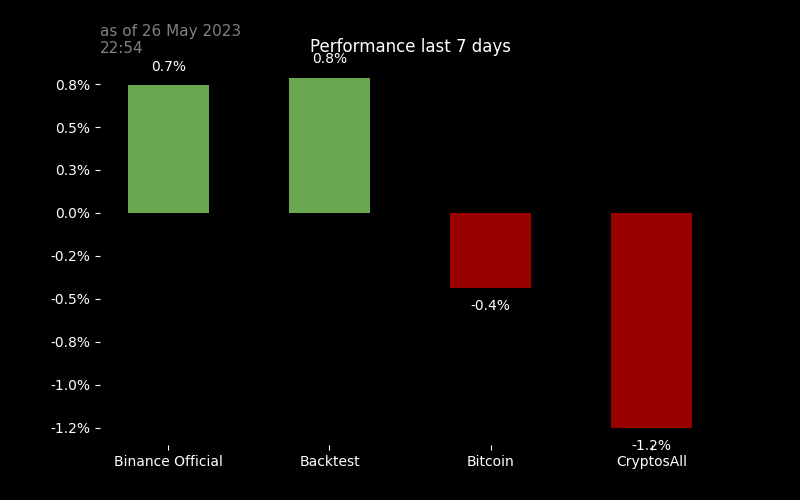 as of 26 May 2023
22:54
Performance last 7 days
0.7%
0.8%
0.8%
0.5%
0.3%
0.0%
-0.2%
-0.5%
-0.8%
-1.0%
-1.2%
-0.4%
-1.2%
Binance Official
Backtest
Bitcoin
CryptosAll